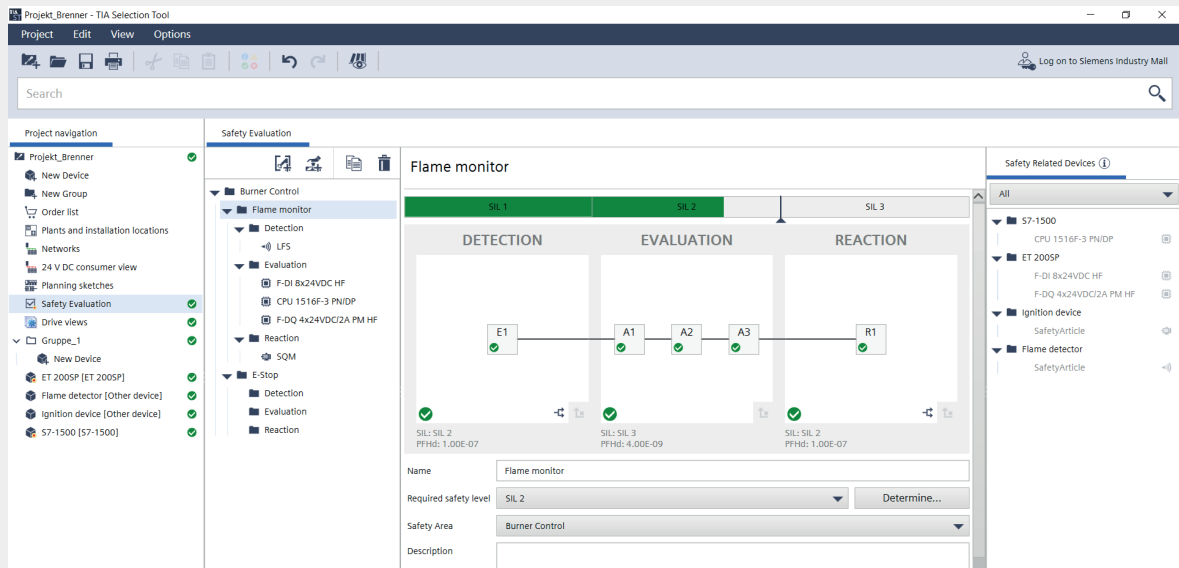 Projekt_Brenner - TIA Selection Tool
Project Edit View Options
Log on to Siemens Industry Mall
Search
Project navigation
Projekt_Brenner
New Device
New Group
Order list
Plants and installation locations
Networks
24 V DC consumer view
Planning sketches
Safety Evaluation
Drive views
Gruppe_1
New Device
ET 200SP [ET 200SP]
Flame detector [Other device]
Ignition device [Other device]
S7-1500 [S7-1500]
Safety Evaluation
Burner Control
Flame monitor
Detection
LFS
Evaluation
F-DI 8x24VDC HF
CPU 1516F-3 PN/DP
F-DQ 4x24VDC/2A PM HF
Reaction
SQM
E-Stop
Detection
Evaluation
Reaction
Flame monitor
SIL 1 SIL 2 SIL 3
DETECTION EVALUATION REACTION
E1 A1 A2 A3 R1
SIL: SIL 2 SIL: SIL 3 SIL: SIL 2
PFHd: 1.00E-07 PFHd: 4.00E-09 PFHd: 1.00E-07
Name Flame monitor
Required safety level SIL 2 Determine...
Safety Area Burner Control
Description
Safety Related Devices
All
S7-1500
CPU 1516F-3 PN/DP
ET 200SP
F-DI 8x24VDC HF
F-DQ 4x24VDC/2A PM HF
Ignition device
SafetyArticle
Flame detector
SafetyArticle